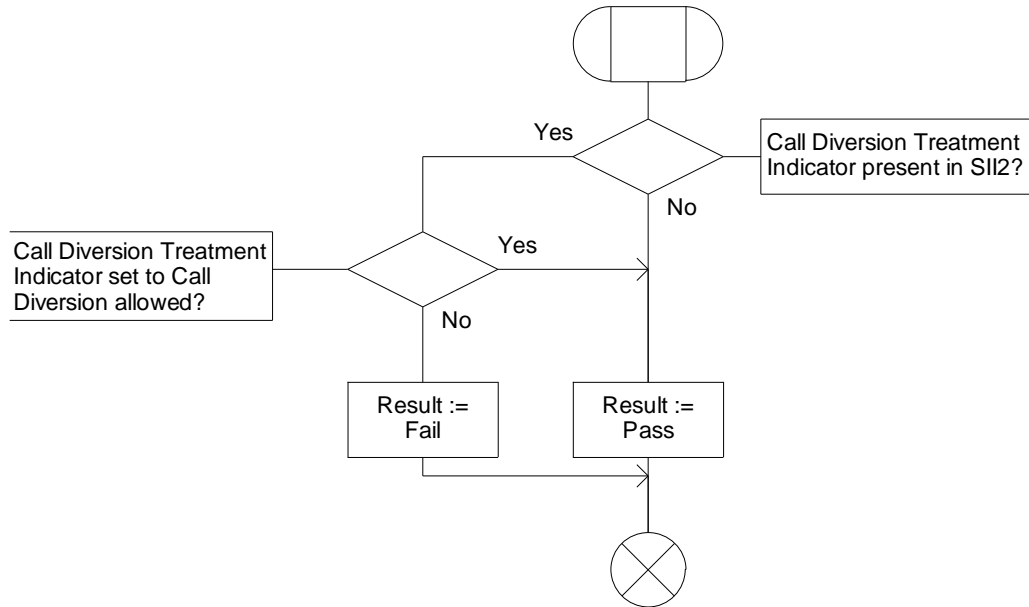 Yes
Call Diversion Treatment
Indicator present in SII2?
No
Call Diversion Treatment
Indicator set to Call
Diversion allowed?
Yes
No
Result :=
Fail
Result :=
Pass